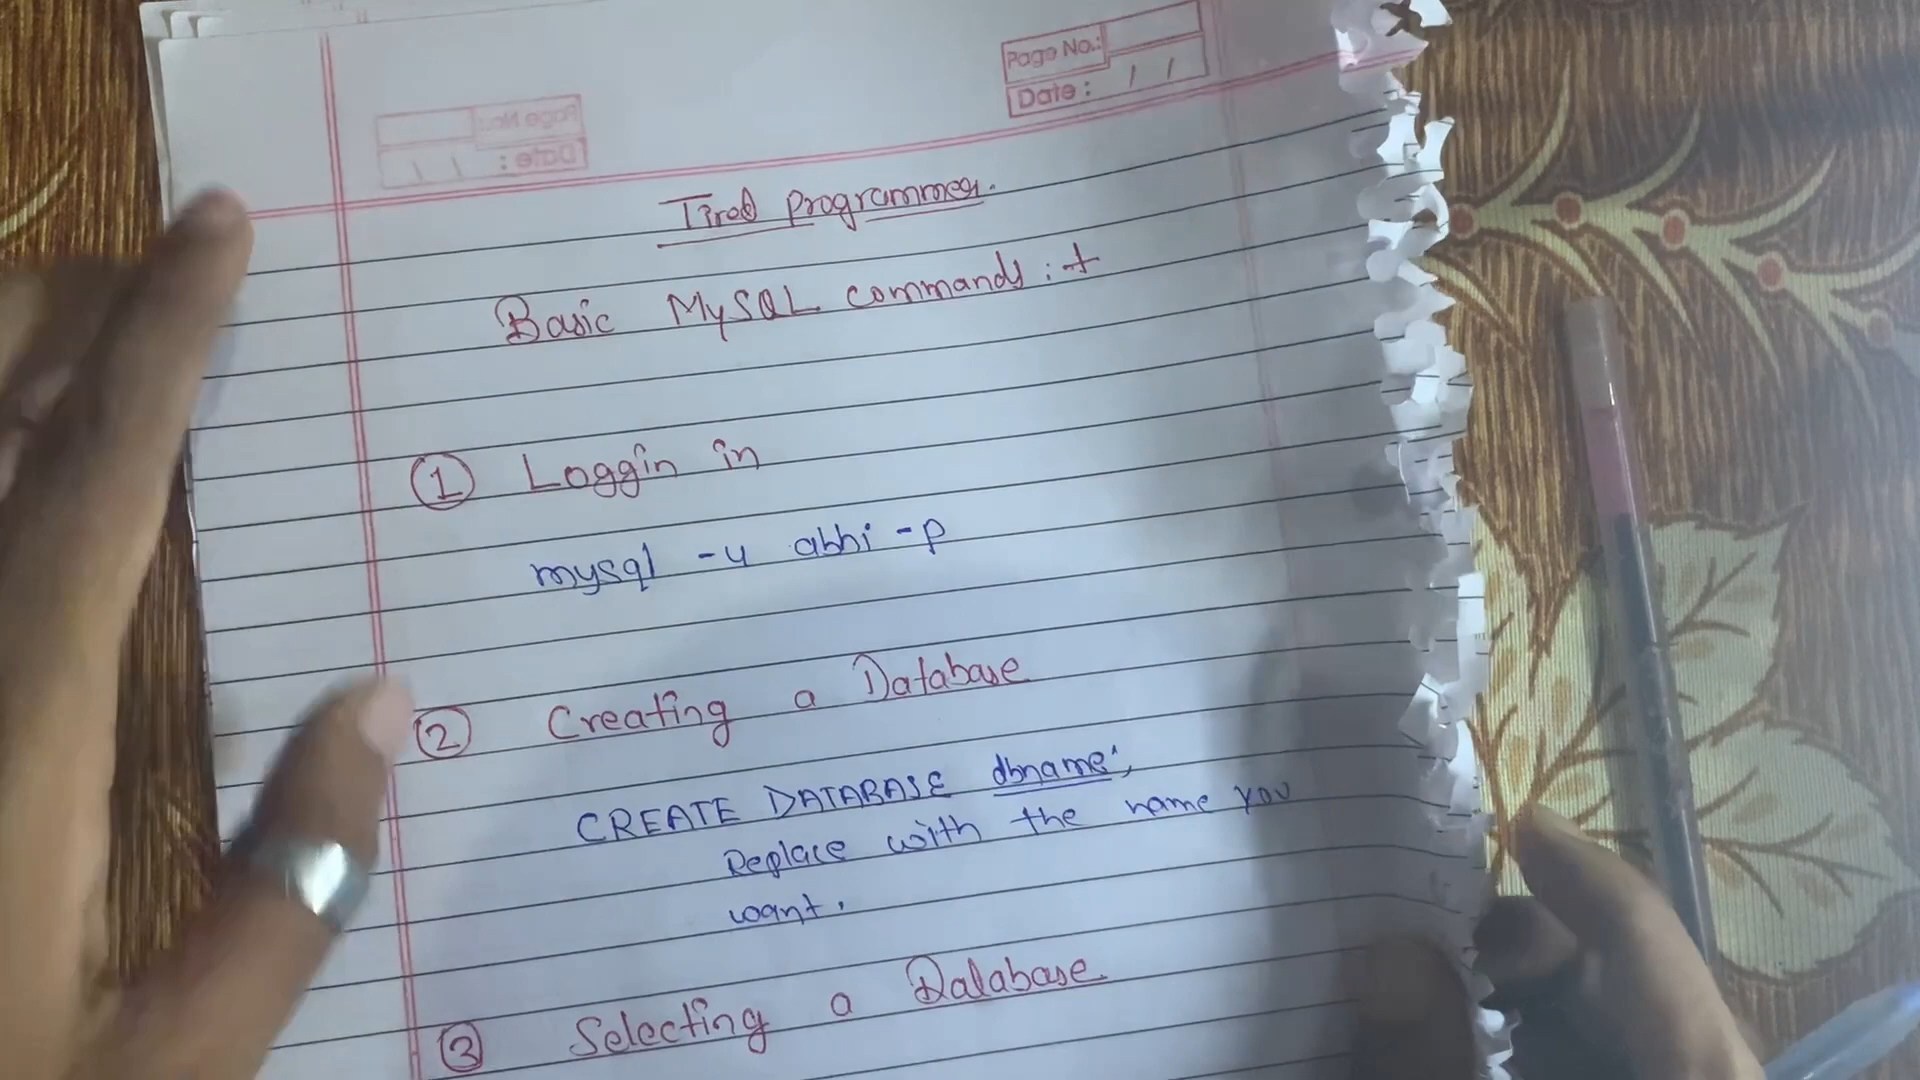 Page No.:
Date : / /
Tired programmer.
Basic MySQL commands : +
① Loggin in
mysql -u abhi -p
② Creating a Database
CREATE DATABASE dbname;
Replace with the name you
want.
③ Selecting a Database.